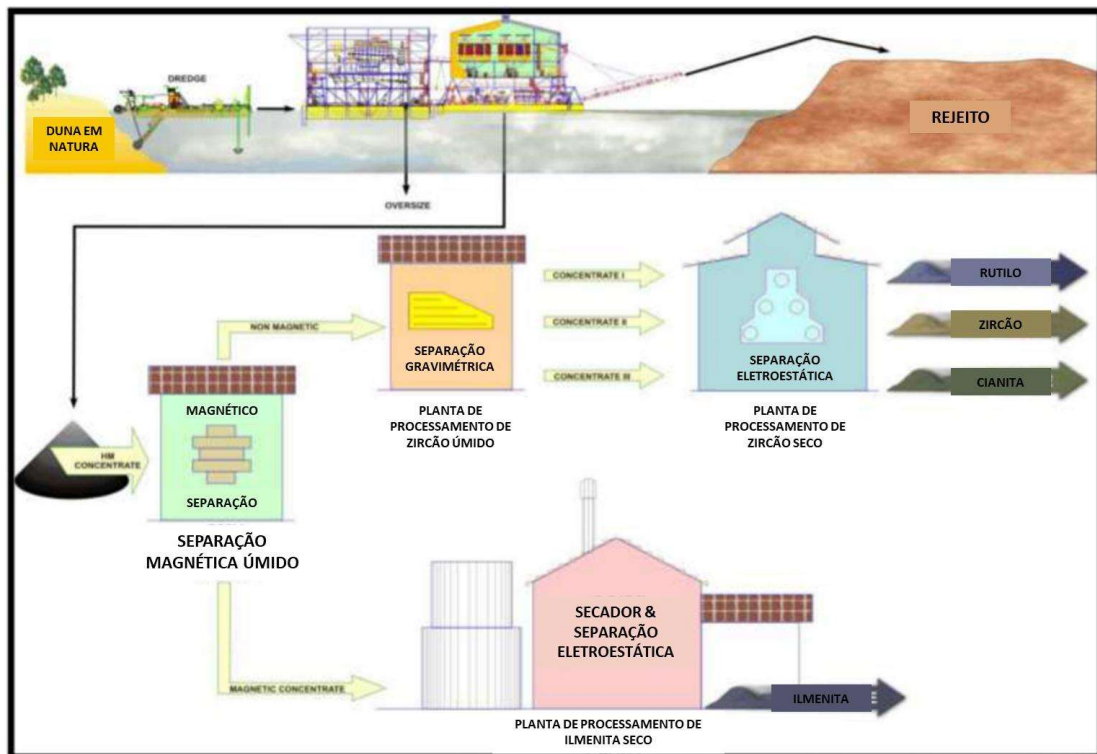 DREDGE
DUNA EM
NATURA
REJEITO
OVERSIZE
NON MAGNETIC
SEPARAÇÃO
GRAVIMÉTRICA
PLANTA DE
PROCESSAMENTO DE
ZIRCÃO ÚMIDO
CONCENTRATE I
CONCENTRATE II
CONCENTRATE III
SEPARAÇÃO
ELETROESTÁTICA
PLANTA DE
PROCESSAMENTO DE
ZIRCÃO SECO
RUTILO
ZIRCÃO
CIANITA
HM
CONCENTRATE
MAGNÉTICO
SEPARAÇÃO
SEPARAÇÃO
MAGNÉTICA ÚMIDO
MAGNETIC CONCENTRATE
SECADOR &
SEPARAÇÃO
ELETROESTÁTICA
ILMENITA
PLANTA DE PROCESSAMENTO DE
ILMENITA SECO